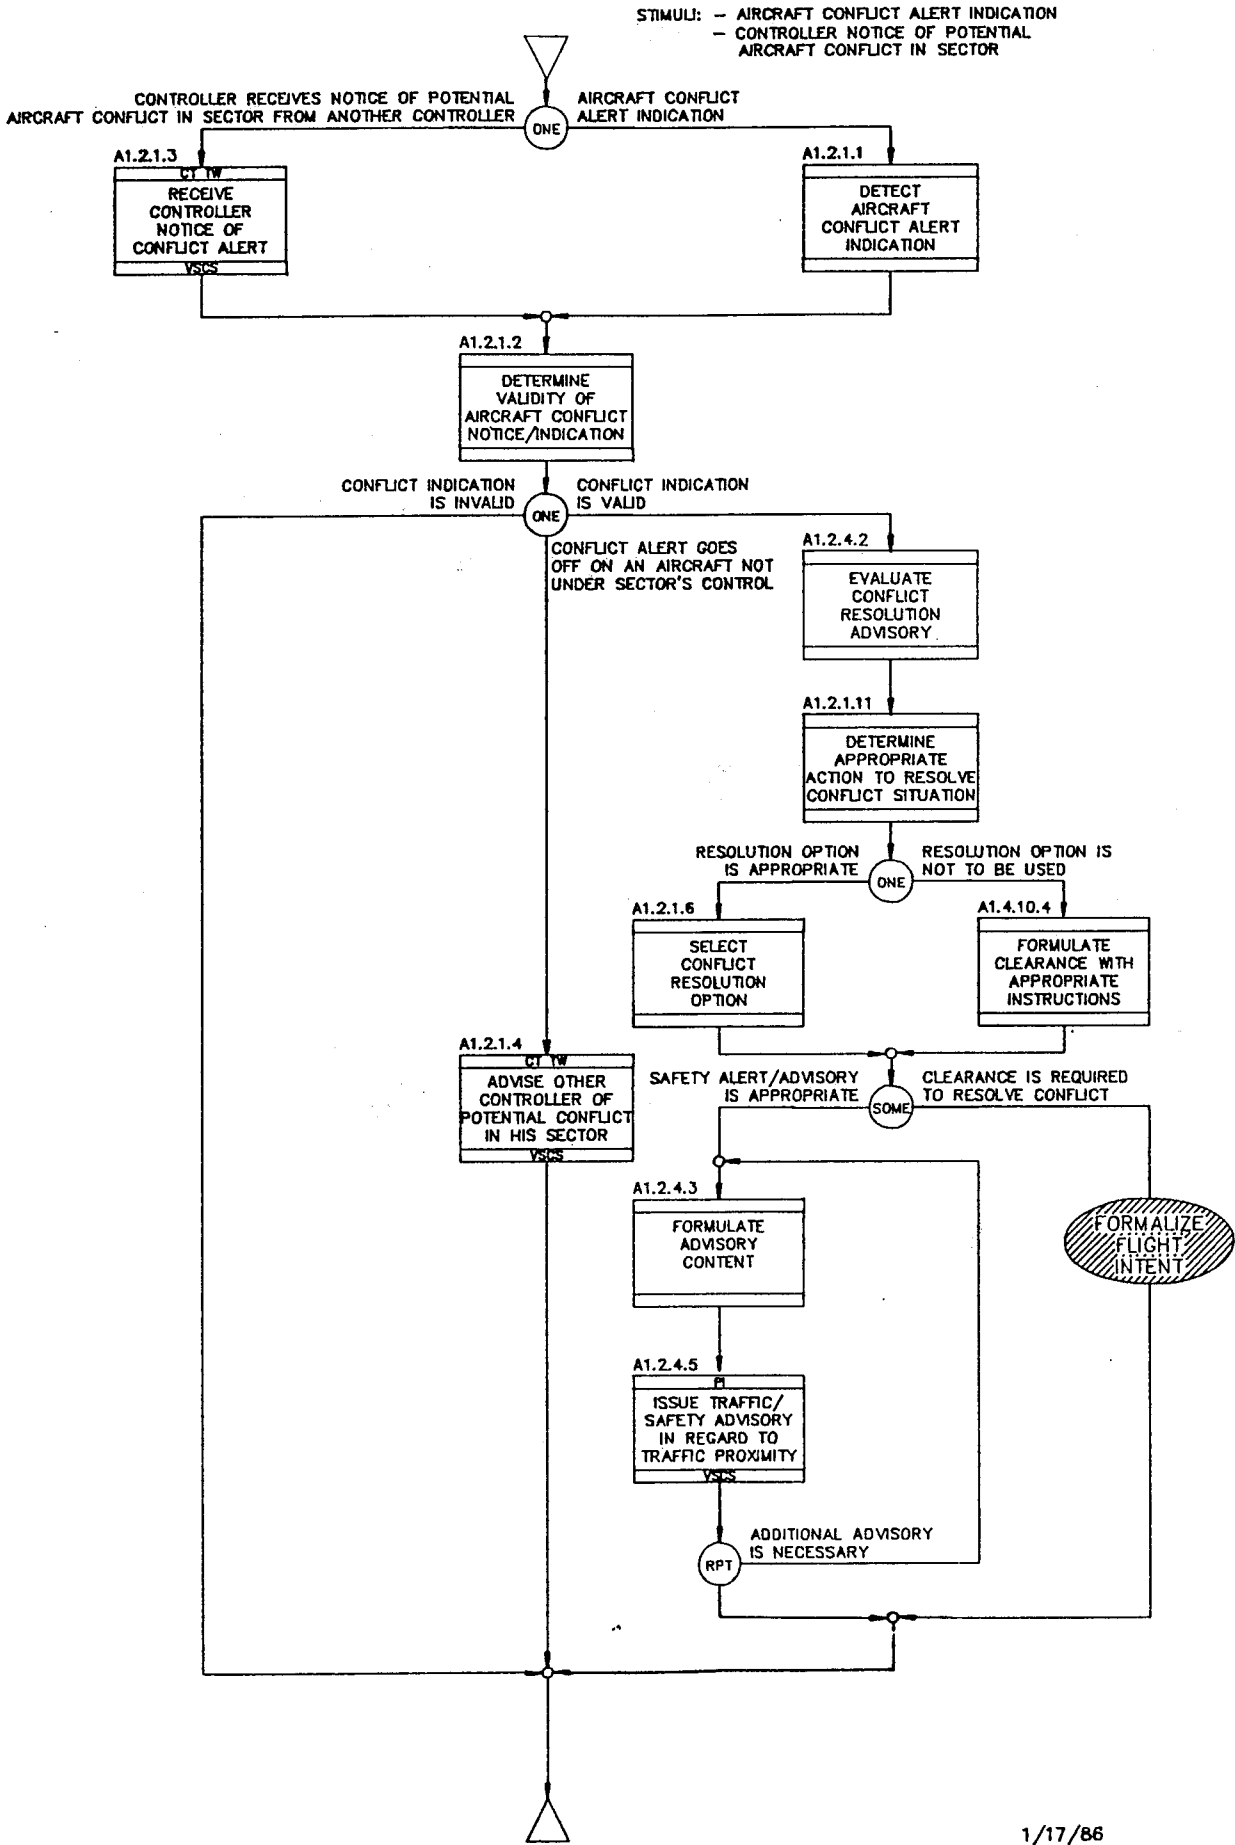 STIMULI: – AIRCRAFT CONFLICT ALERT INDICATION
– CONTROLLER NOTICE OF POTENTIAL
AIRCRAFT CONFLICT IN SECTOR
CONTROLLER RECEIVES NOTICE OF POTENTIAL
AIRCRAFT CONFLICT IN SECTOR FROM ANOTHER CONTROLLER
AIRCRAFT CONFLICT
ALERT INDICATION
ONE
A1.2.1.3
CT TW
RECEIVE
CONTROLLER
NOTICE OF
CONFLICT ALERT
VSCS
A1.2.1.1
DETECT
AIRCRAFT
CONFLICT ALERT
INDICATION
A1.2.1.2
DETERMINE
VALIDITY OF
AIRCRAFT CONFLICT
NOTICE/INDICATION
CONFLICT INDICATION
IS INVALID
CONFLICT INDICATION
IS VALID
ONE
CONFLICT ALERT GOES
OFF ON AN AIRCRAFT NOT
UNDER SECTOR'S CONTROL
A1.2.4.2
EVALUATE
CONFLICT
RESOLUTION
ADVISORY
A1.2.1.11
DETERMINE
APPROPRIATE
ACTION TO RESOLVE
CONFLICT SITUATION
RESOLUTION OPTION
IS APPROPRIATE
RESOLUTION OPTION IS
NOT TO BE USED
ONE
A1.2.1.6
SELECT
CONFLICT
RESOLUTION
OPTION
A1.4.10.4
FORMULATE
CLEARANCE WITH
APPROPRIATE
INSTRUCTIONS
A1.2.1.4
CT TW
ADVISE OTHER
CONTROLLER OF
POTENTIAL CONFLICT
IN HIS SECTOR
VSCS
SAFETY ALERT/ADVISORY
IS APPROPRIATE
CLEARANCE IS REQUIRED
TO RESOLVE CONFLICT
SOME
A1.2.4.3
FORMULATE
ADVISORY
CONTENT
FORMALIZE
FLIGHT
INTENT
A1.2.4.5
PI
ISSUE TRAFFIC/
SAFETY ADVISORY
IN REGARD TO
TRAFFIC PROXIMITY
VSCS
ADDITIONAL ADVISORY
IS NECESSARY
RPT
1/17/86